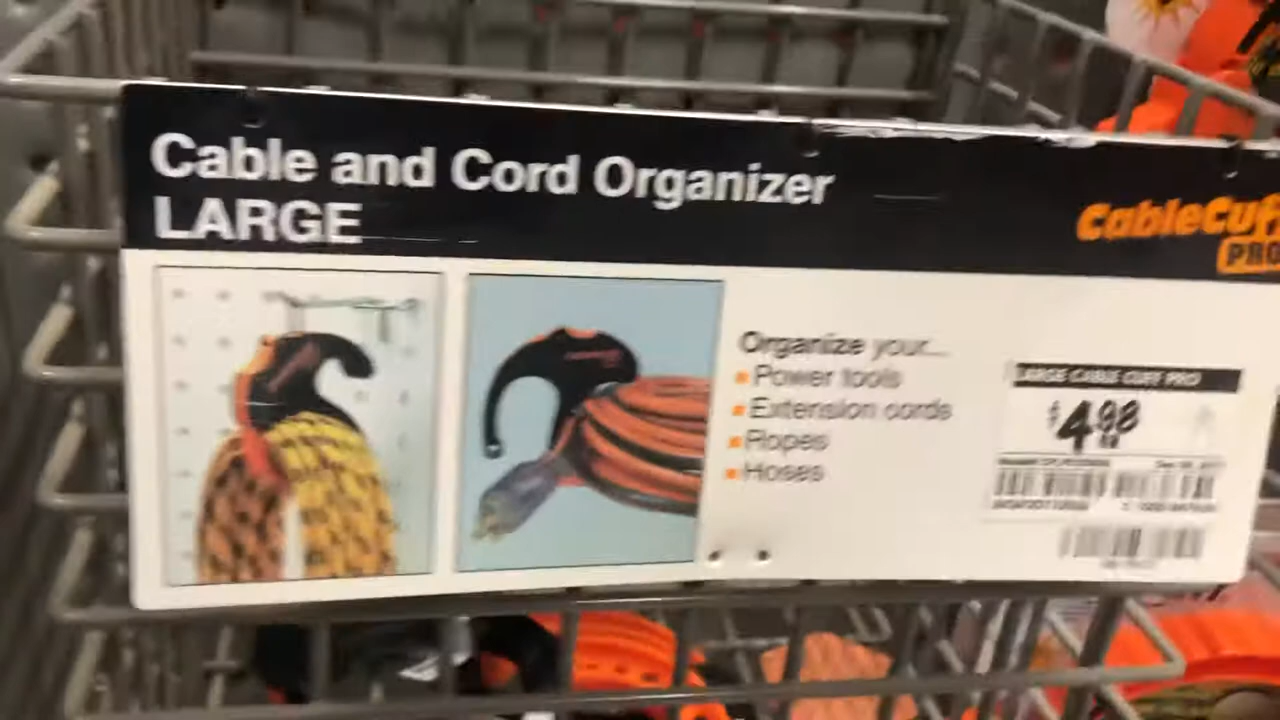 Cable and Cord Organizer
LARGE
CableCuff
PRO
Organize your...
Power tools
Extension cords
Ropes
Hoses
LARGE CABLE CUFF PRO
$4.98